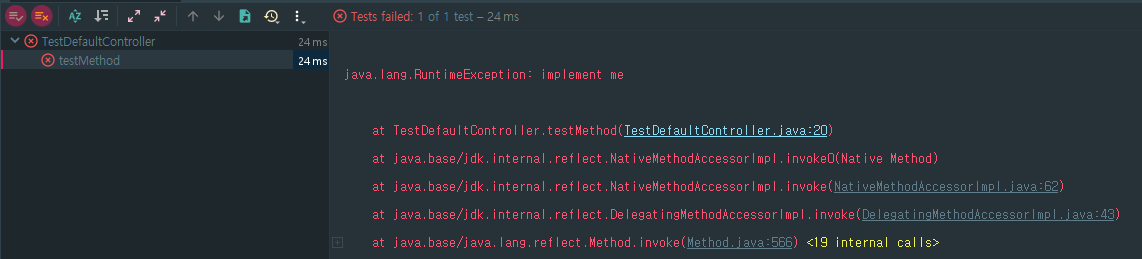 Tests failed: 1 of 1 test – 24 ms
TestDefaultController 24 ms
testMethod 24 ms
java.lang.RuntimeException: implement me
at TestDefaultController.testMethod(TestDefaultController.java:20)
at java.base/jdk.internal.reflect.NativeMethodAccessorImpl.invoke0(Native Method)
at java.base/jdk.internal.reflect.NativeMethodAccessorImpl.invoke(NativeMethodAccessorImpl.java:62)
at java.base/jdk.internal.reflect.DelegatingMethodAccessorImpl.invoke(DelegatingMethodAccessorImpl.java:43)
at java.base/java.lang.reflect.Method.invoke(Method.java:566) <19 internal calls>